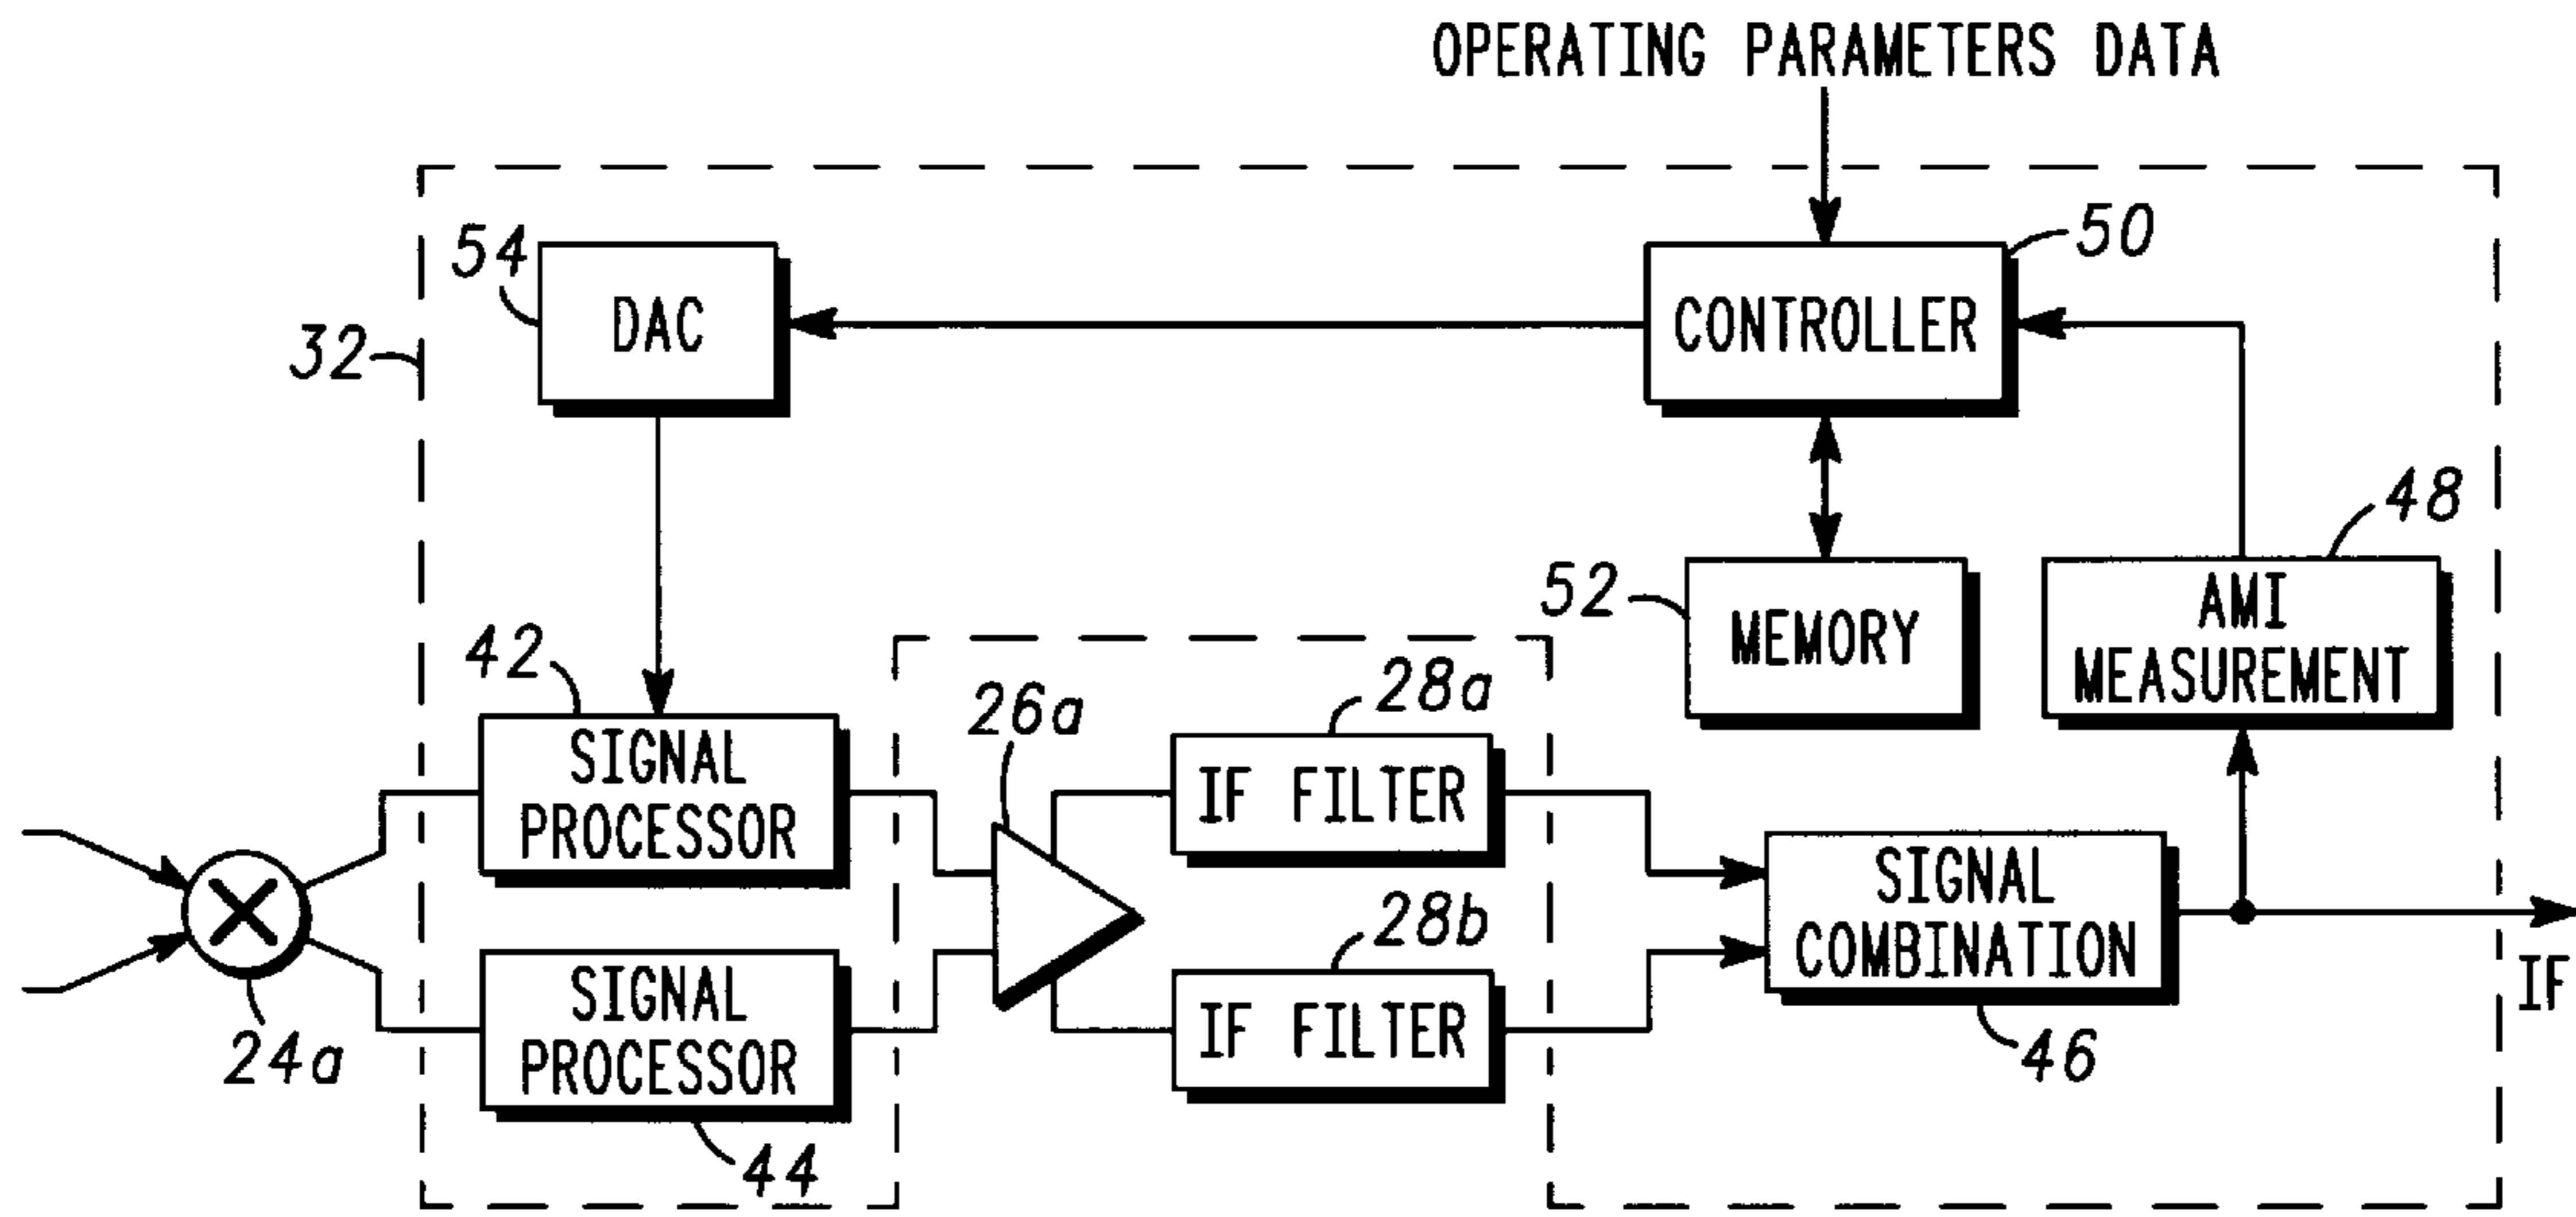 OPERATING PARAMETERS DATA
54
DAC
50
CONTROLLER
32
48
AMI
MEASUREMENT
52
MEMORY
42
SIGNAL
PROCESSOR
26a
28a
IF FILTER
24a
SIGNAL
PROCESSOR
44
28b
IF FILTER
SIGNAL
COMBINATION
46
IF